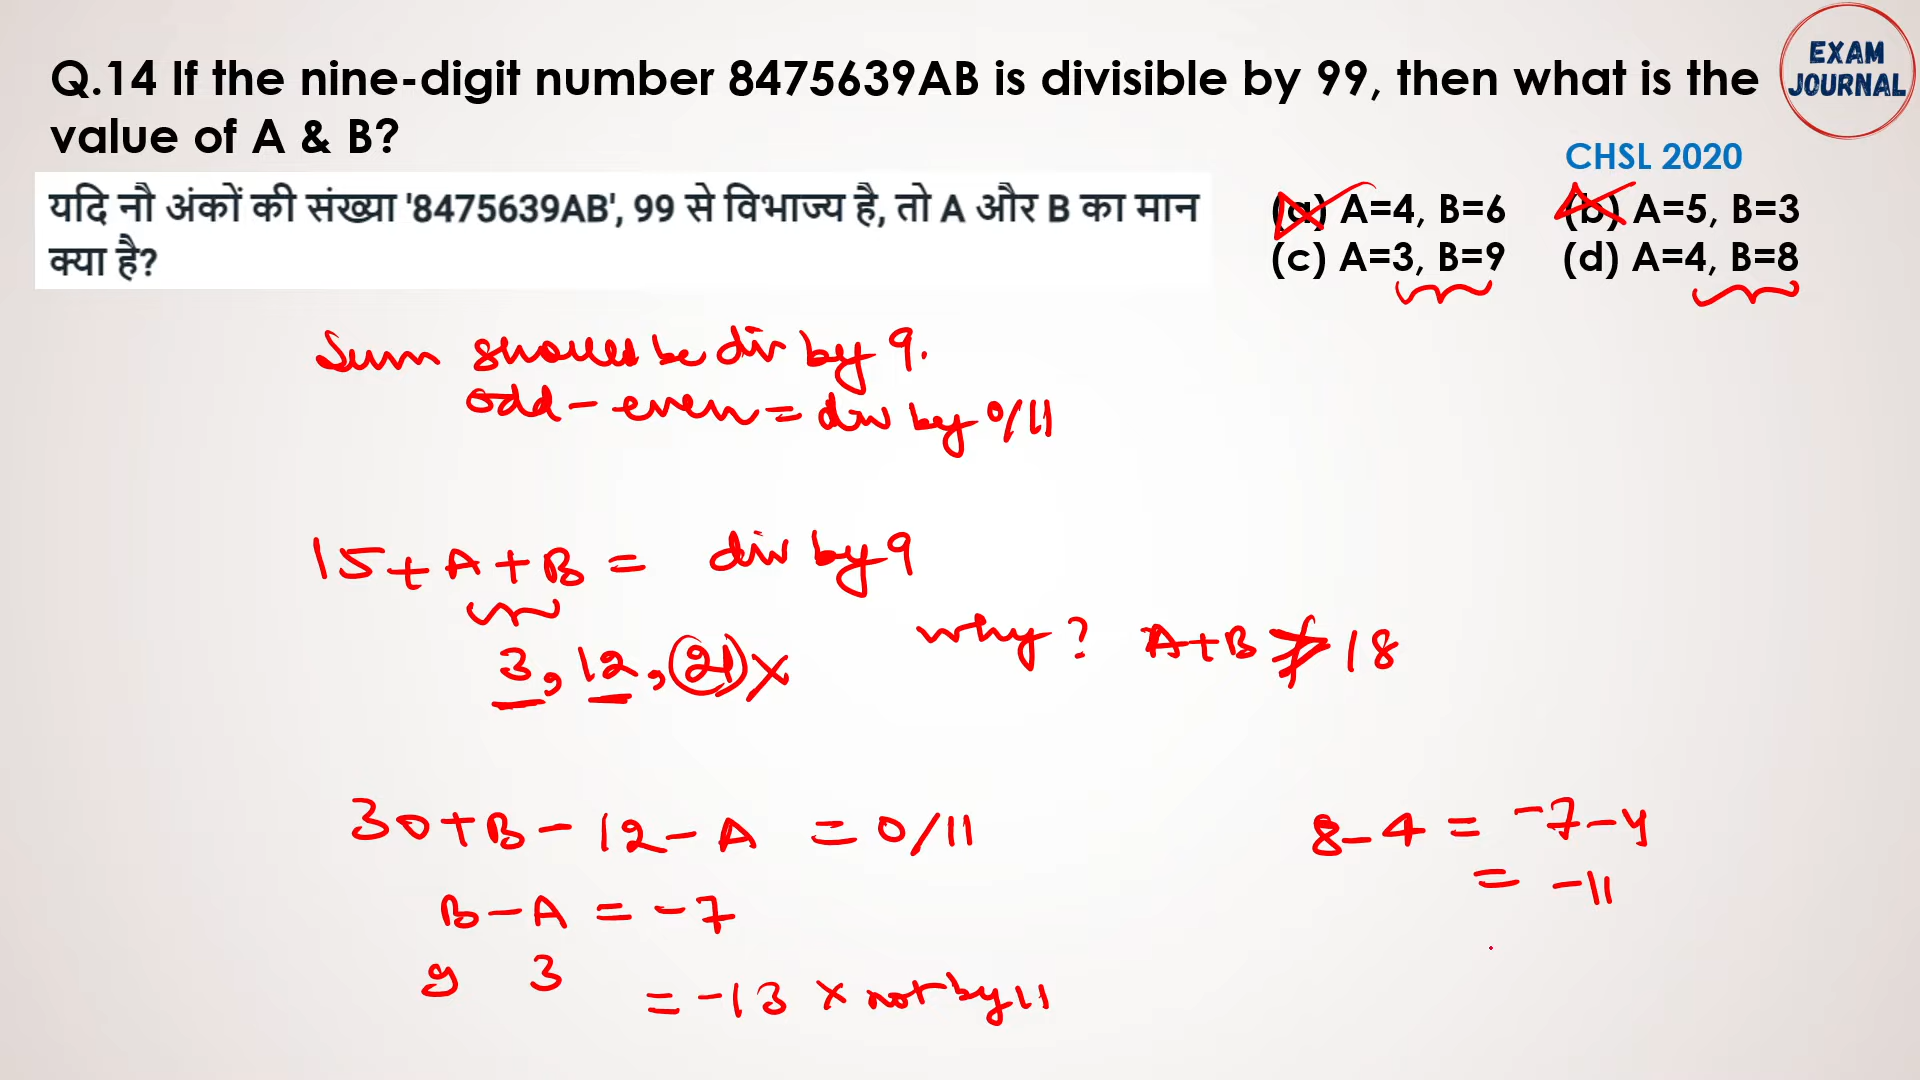 Q.14 If the nine-digit number 8475639AB is divisible by 99, then what is the
value of A & B?
EXAM
JOURNAL
CHSL 2020
यदि नौ अंकों की संख्या '8475639AB', 99 से विभाज्य है, तो A और B का मान
क्या है?
(a) A=4, B=6 (b) A=5, B=3
(c) A=3, B=9 (d) A=4, B=8
Sum should be div by 9.
odd - even = div by 0/11
15 + A + B = div by 9
3, 12, 21 x
why? A+B ≯ 18
30 + B - 12 - A = 0/11
B - A = -7
9 3 = -13 x not by 11
8 - 4 = -7 - 4
= -11